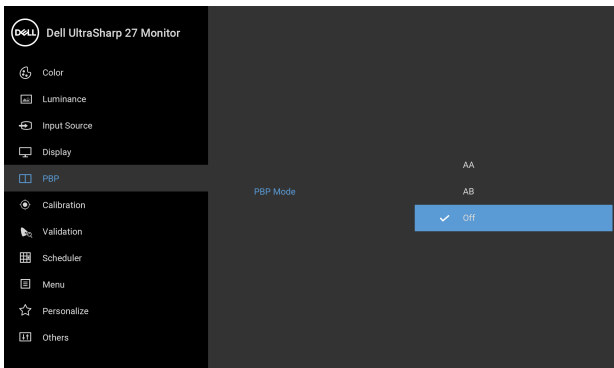 DELL Dell UltraSharp 27 Monitor
Color
Luminance
Input Source
Display
PBP
Calibration
Validation
Scheduler
Menu
Personalize
Others
PBP Mode
AA
AB
Off